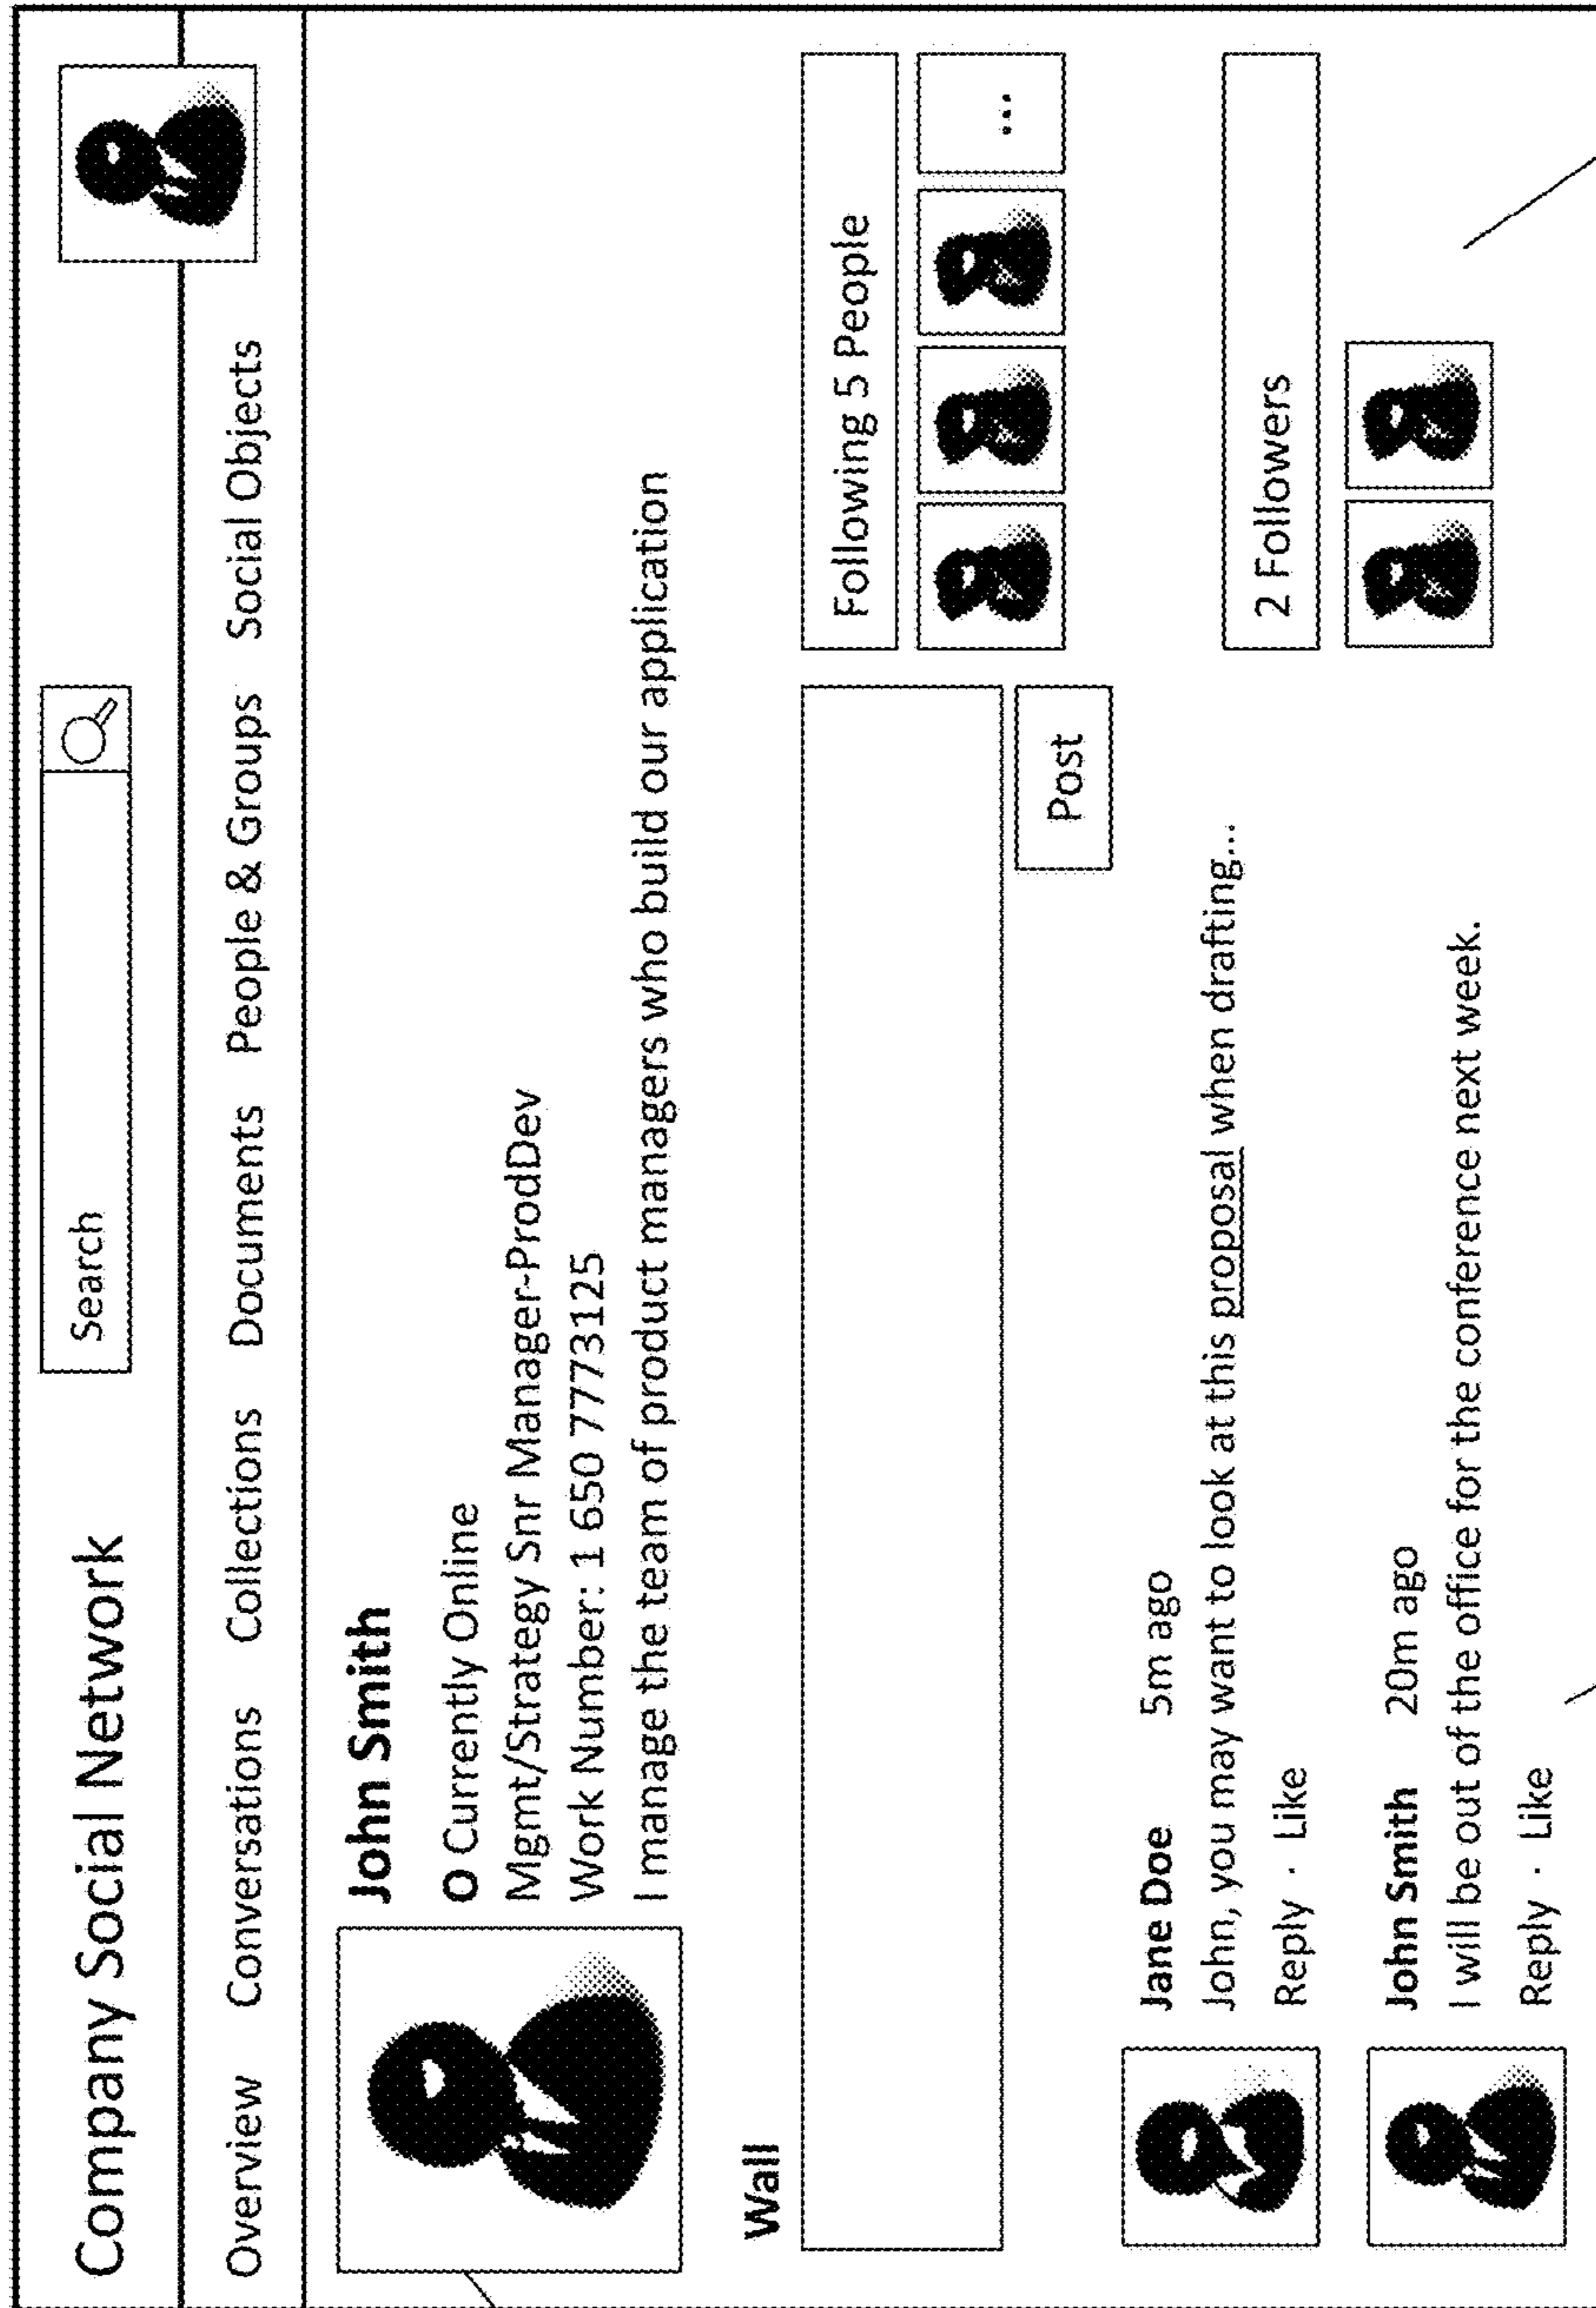 Company Social Network
Search
Overview Conversations Collections Documents People & Groups Social Objects
John Smith
O Currently Online
Mgmt/Strategy Snr Manager-ProdDev
Work Number: 1 650 7773125
I manage the team of product managers who build our application
Wall
Post
Jane Doe 5m ago
John, you may want to look at this proposal when drafting...
Reply · Like
John Smith 20m ago
I will be out of the office for the conference next week.
Reply · Like
Following 5 People
...
2 Followers